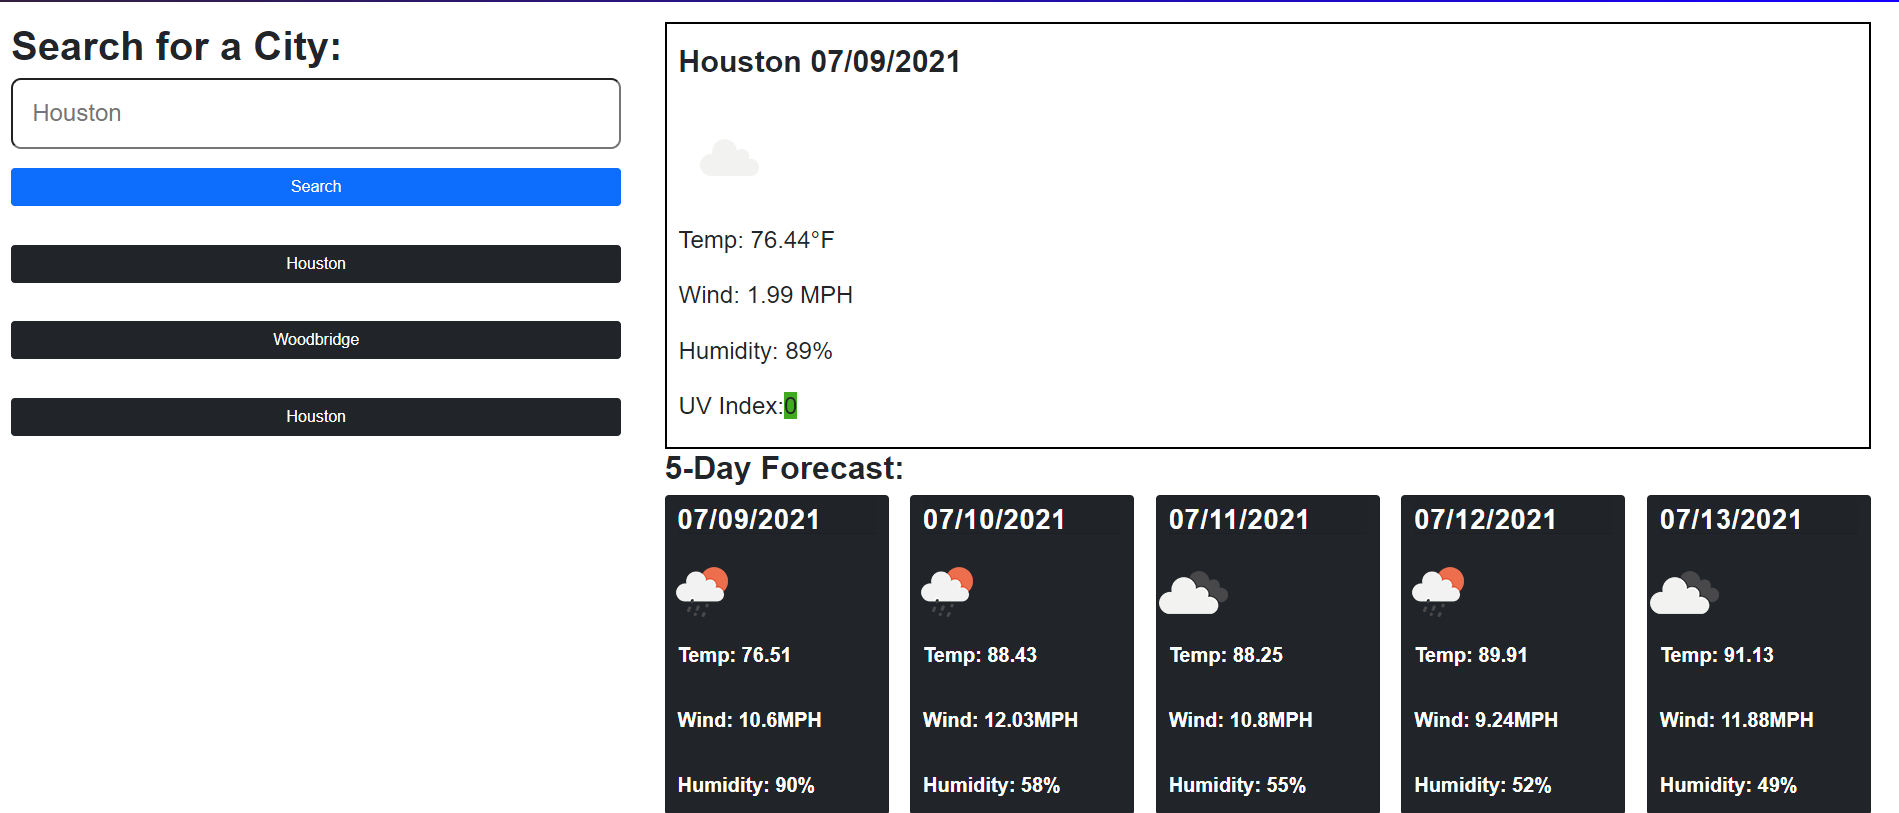 Search for a City:
Houston
Search
Houston
Woodbridge
Houston
Houston 07/09/2021
Temp: 76.44°F
Wind: 1.99 MPH
Humidity: 89%
UV Index:0
5-Day Forecast:
07/09/2021
Temp: 76.51
Wind: 10.6MPH
Humidity: 90%
07/10/2021
Temp: 88.43
Wind: 12.03MPH
Humidity: 58%
07/11/2021
Temp: 88.25
Wind: 10.8MPH
Humidity: 55%
07/12/2021
Temp: 89.91
Wind: 9.24MPH
Humidity: 52%
07/13/2021
Temp: 91.13
Wind: 11.88MPH
Humidity: 49%